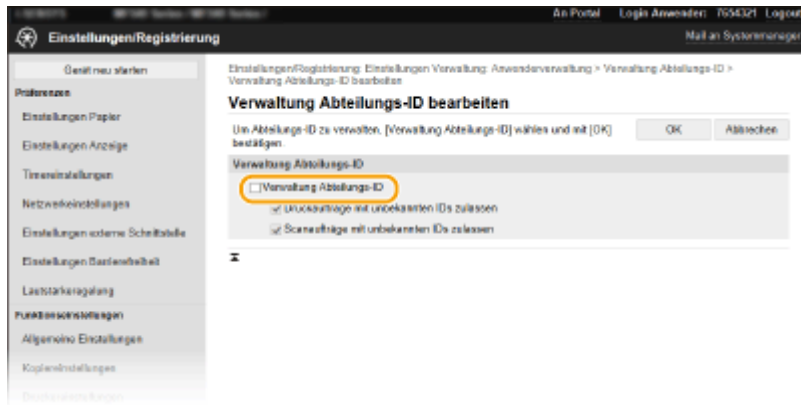 An Portal Login Anwender: 7654321 Logout
Einstellungen/Registrierung
Mail an Systemmanager
Gerät neu starten
Präferenzen
Einstellungen Papier
Einstellungen Anzeige
Timereinstellungen
Netzwerkeinstellungen
Einstellungen externe Schnittstelle
Einstellungen Barrierefreiheit
Lautstärkeregelung
Funktionseinstellungen
Allgemeine Einstellungen
Kopiereinstellungen
Einstellungen/Registrierung: Einstellungen Verwaltung: Anwenderverwaltung > Verwaltung Abteilungs-ID >
Verwaltung Abteilungs-ID bearbeiten
Verwaltung Abteilungs-ID bearbeiten
Um Abteilungs-ID zu verwalten, [Verwaltung Abteilungs-ID] wählen und mit [OK]
bestätigen.
OK Abbrechen
Verwaltung Abteilungs-ID
Verwaltung Abteilungs-ID
Druckaufträge mit unbekannten IDs zulassen
Scanaufträge mit unbekannten IDs zulassen